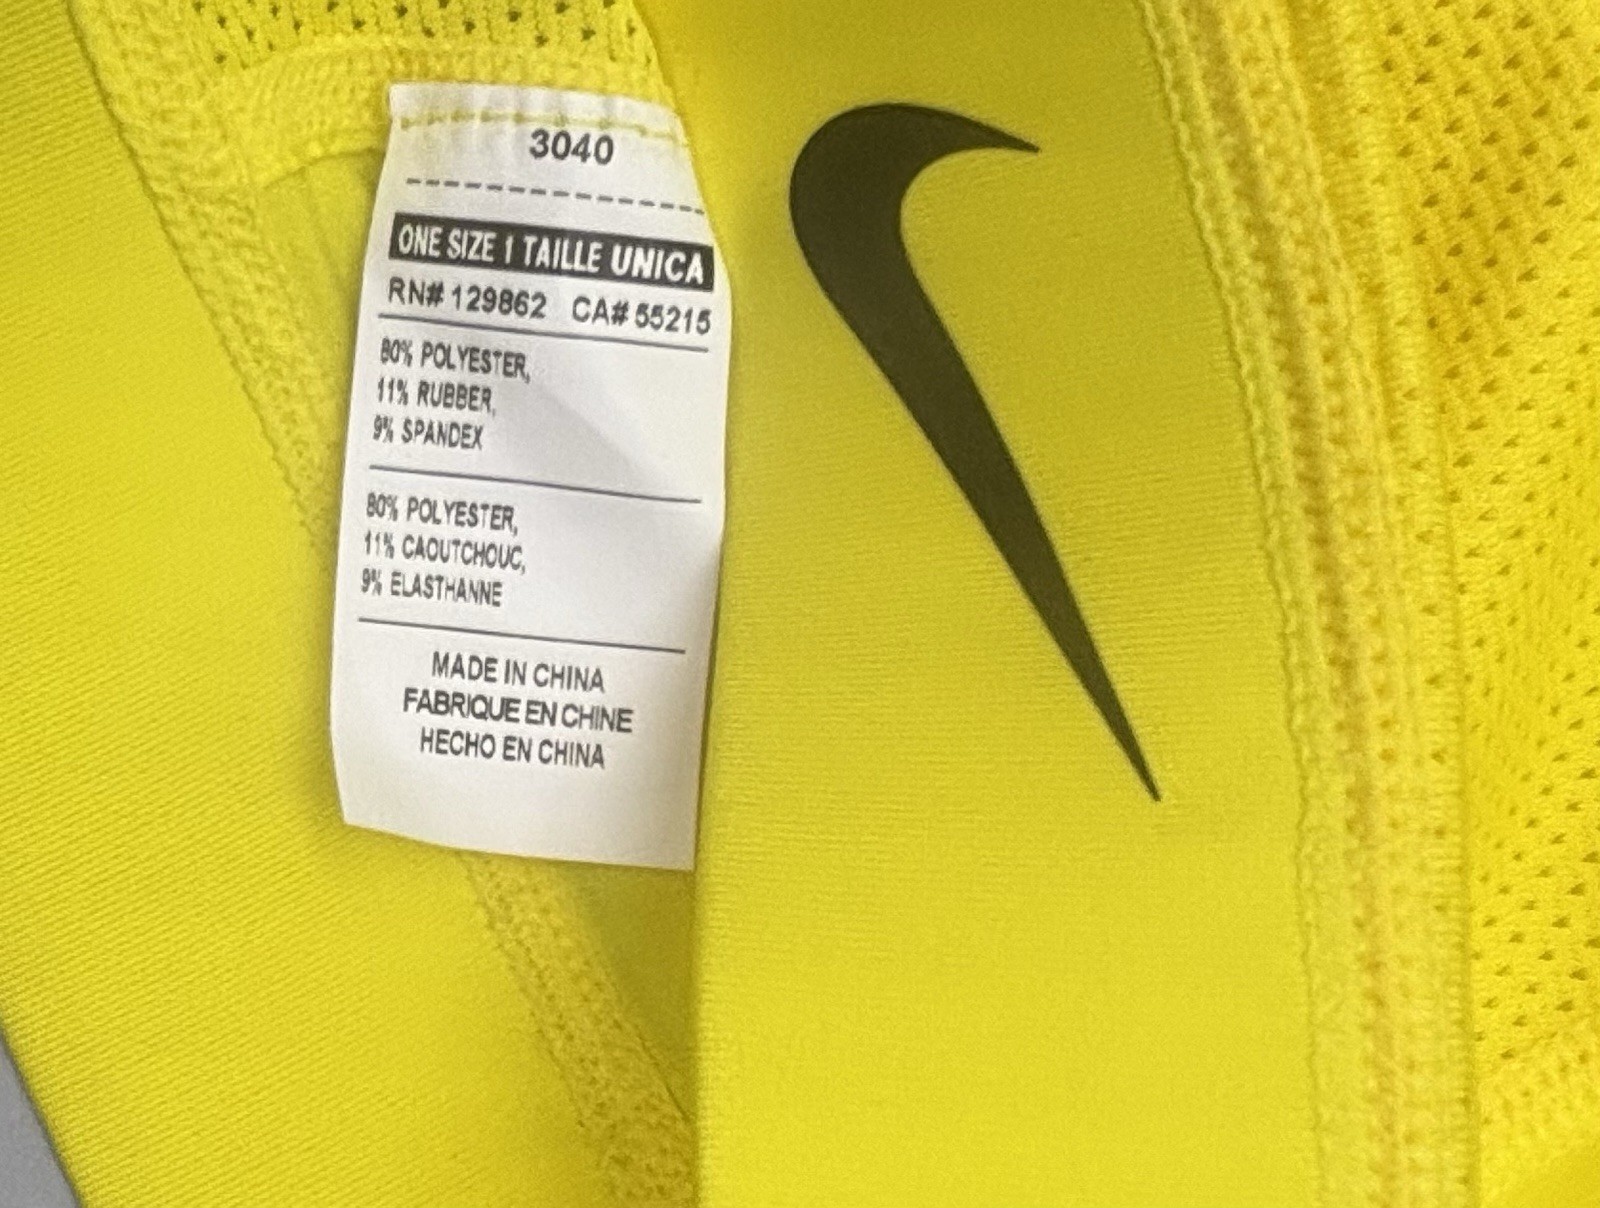 3040
ONE SIZE | TAILLE UNICA
RN# 129862 CA# 55215
80% POLYESTER,
11% RUBBER,
9% SPANDEX
80% POLYESTER,
11% CAOUTCHOUC,
9% ELASTHANNE
MADE IN CHINA
FABRIQUE EN CHINE
HECHO EN CHINA